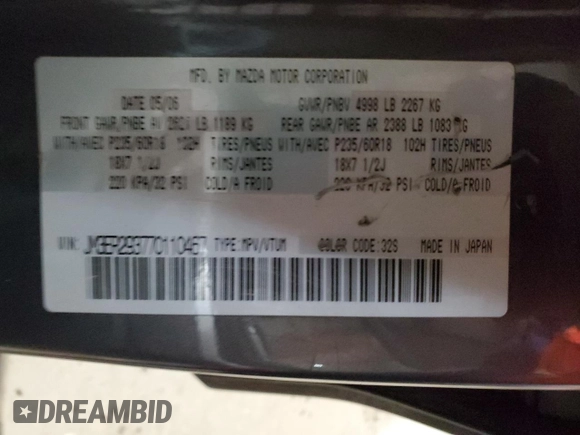 MFD. BY MAZDA MOTOR CORPORATION
DATE 05/06 GVWR/PNBV 4998 LB 2267 KG
FRONT GAWR/PNBE AV LB 1189 KG REAR GAWR/PNBE AR 2388 LB 1083 KG
WITH/AVEC P235/60R18 102H TIRES/PNEUS WITH/AVEC P235/60R18 102H TIRES/PNEUS
18X7 1/2J RIMS/JANTES 18X7 1/2J RIMS/JANTES
220 KPA/32 PSI COLD/A FROID 220 KPA/32 PSI COLD/A FROID
VIN: TYPE: MPV/VTUM COLOR CODE: 32S MADE IN JAPAN
DREAMBID